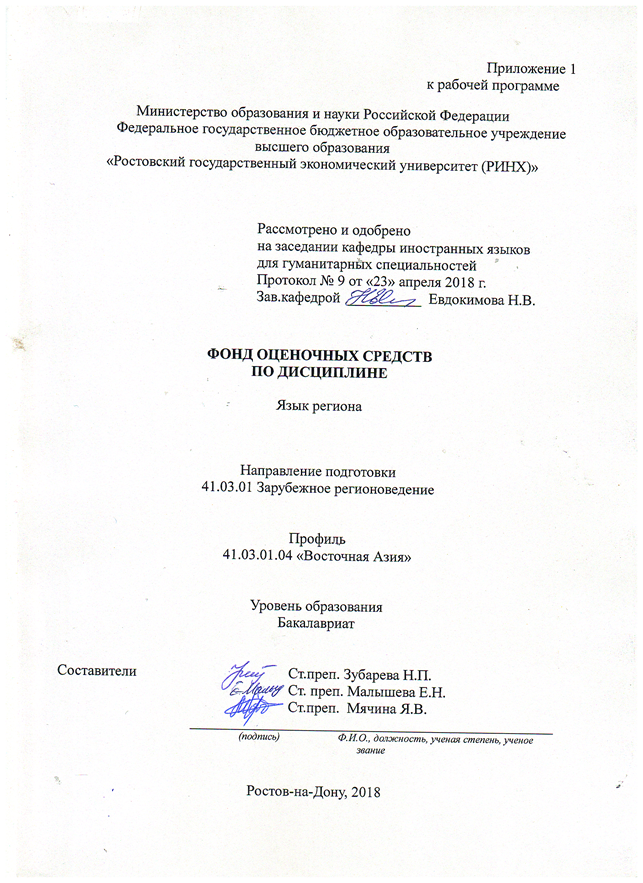 Приложение 1
к рабочей программе
Министерство образования и науки Российской Федерации
Федеральное государственное бюджетное образовательное учреждение
высшего образования
«Ростовский государственный экономический университет (РИНХ)»
Рассмотрено и одобрено
на заседании кафедры иностранных языков
для гуманитарных специальностей
Протокол № 9 от «23» апреля 2018 г.
Зав.кафедрой Евдокимова Н.В.
ФОНД ОЦЕНОЧНЫХ СРЕДСТВ
ПО ДИСЦИПЛИНЕ
Язык региона
Направление подготовки
41.03.01 Зарубежное регионоведение
Профиль
41.03.01.04 «Восточная Азия»
Уровень образования
Бакалавриат
Составители Ст.преп. Зубарева Н.П.
Ст. преп. Малышева Е.Н.
Ст.преп. Мячина Я.В.
(подпись) Ф.И.О., должность, ученая степень, ученое
звание
Ростов-на-Дону, 2018